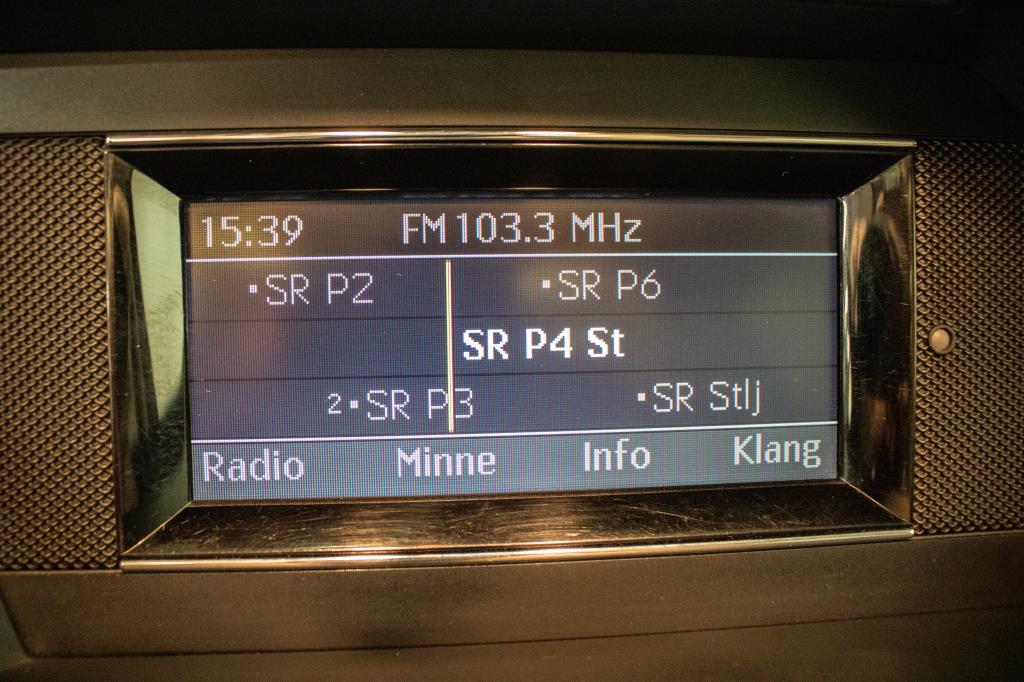 15:39 FM 103.3 MHz
SR P2 SR P6
SR P4 St
2 SR P3 SR Stlj
Radio Minne Info Klang